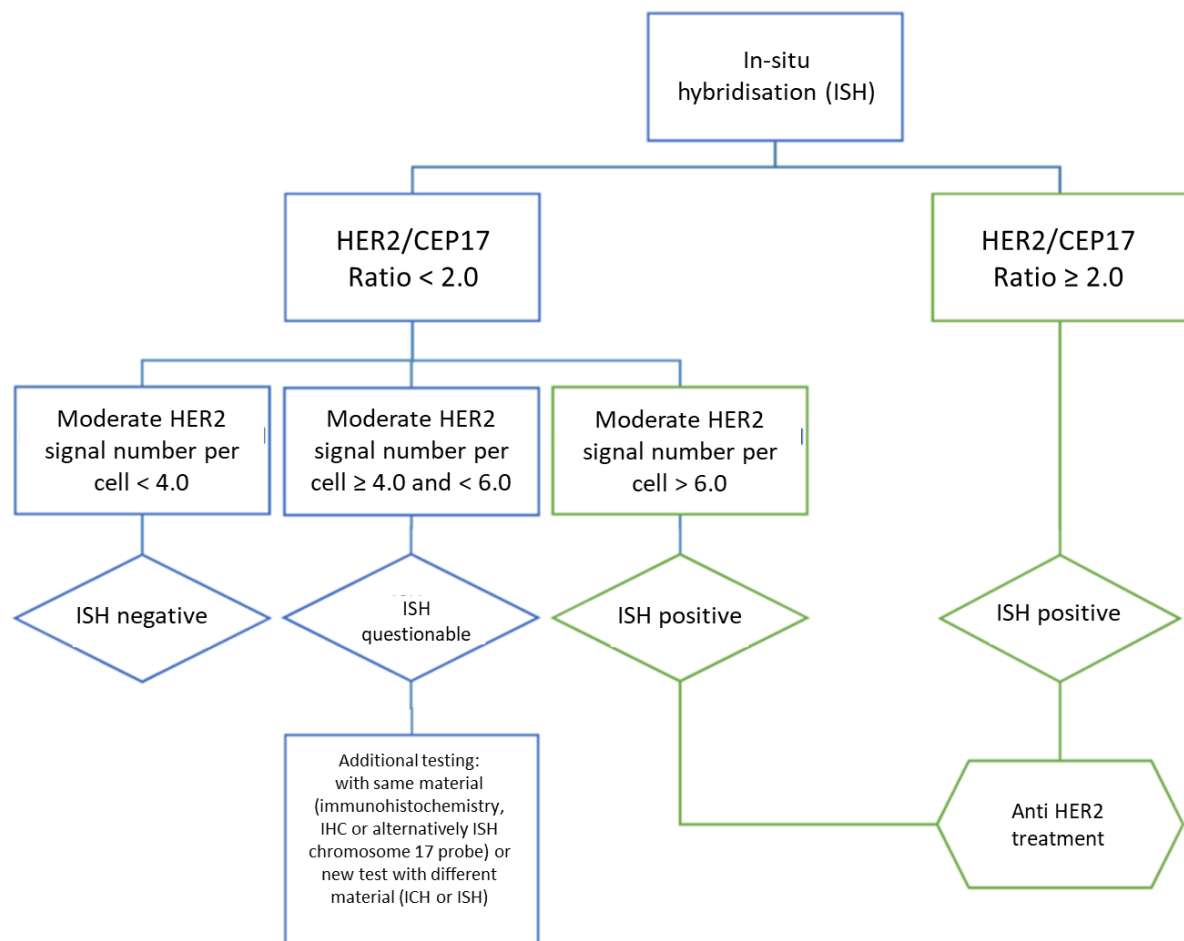 In-situ
hybridisation (ISH)
HER2/CEP17
Ratio < 2.0
HER2/CEP17
Ratio ≥ 2.0
Moderate HER2
signal number per
cell < 4.0
Moderate HER2
signal number per
cell ≥ 4.0 and < 6.0
Moderate HER2
signal number per
cell > 6.0
ISH negative
ISH
questionable
ISH positive
ISH positive
Additional testing:
with same material
(immunohistochemistry,
IHC or alternatively ISH
chromosome 17 probe) or
new test with different
material (ICH or ISH)
Anti HER2
treatment